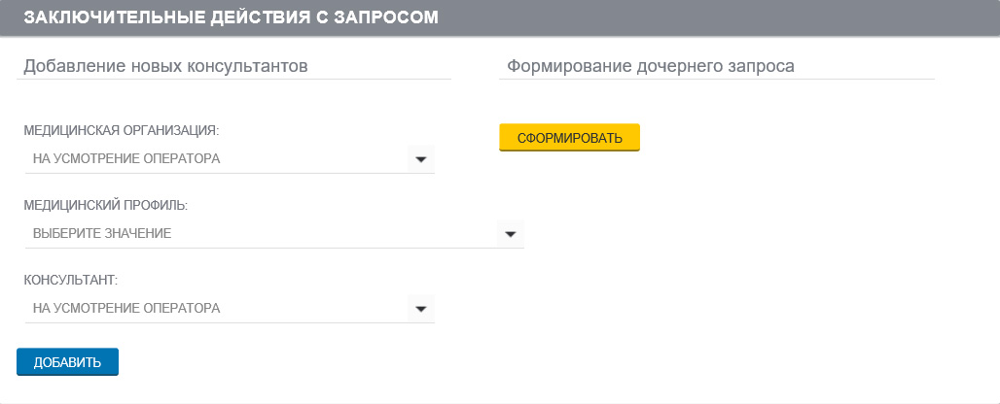 ЗАКЛЮЧИТЕЛЬНЫЕ ДЕЙСТВИЯ С ЗАПРОСОМ
Добавление новых консультантов
МЕДИЦИНСКАЯ ОРГАНИЗАЦИЯ:
НА УСМОТРЕНИЕ ОПЕРАТОРА
МЕДИЦИНСКИЙ ПРОФИЛЬ:
ВЫБЕРИТЕ ЗНАЧЕНИЕ
КОНСУЛЬТАНТ:
НА УСМОТРЕНИЕ ОПЕРАТОРА
ДОБАВИТЬ
Формирование дочернего запроса
СФОРМИРОВАТЬ